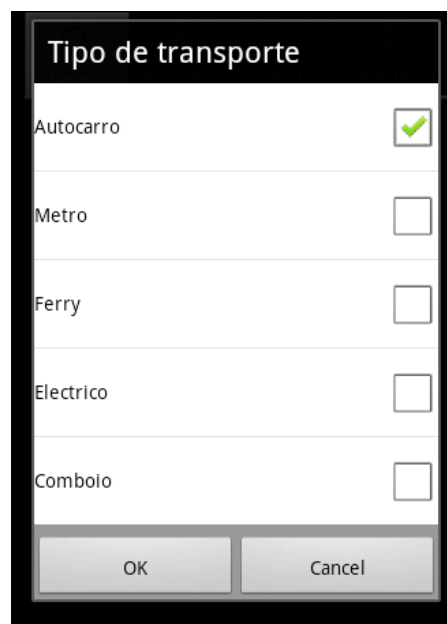 Tipo de transporte
Autocarro
Metro
Ferry
Electrico
Comboio
OK
Cancel